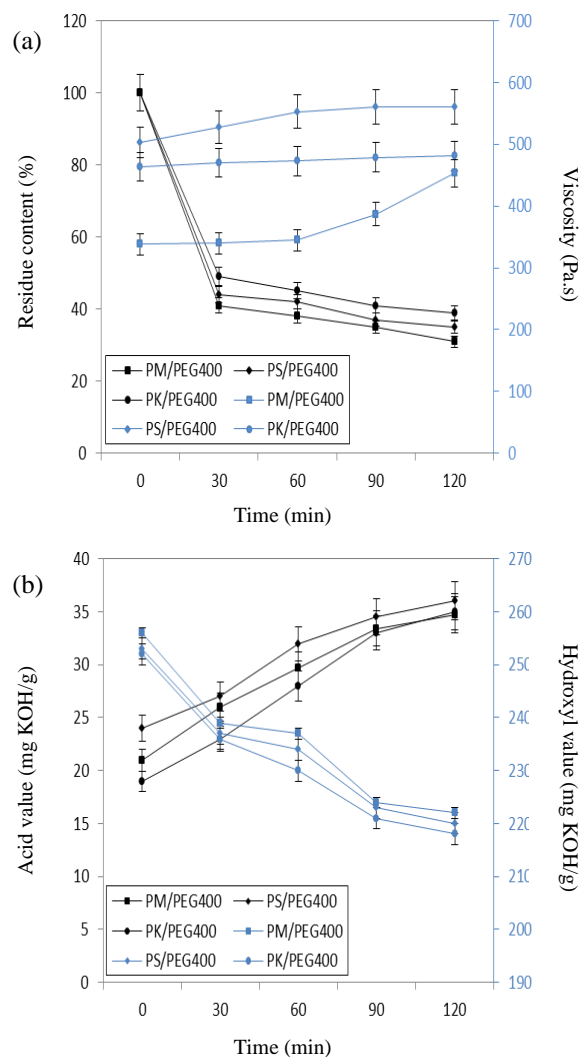 (a)
120
100
80
60
40
20
0
Residue content (%)
700
600
500
400
300
200
100
0
Viscosity (Pa.s)
PM/PEG400 PS/PEG400
PK/PEG400 PM/PEG400
PS/PEG400 PK/PEG400
0 30 60 90 120
Time (min)
(b)
40
35
30
25
20
15
10
5
0
Acid value (mg KOH/g)
270
260
250
240
230
220
210
200
190
Hydroxyl value (mg KOH/g)
PM/PEG400 PS/PEG400
PK/PEG400 PM/PEG400
PS/PEG400 PK/PEG400
0 30 60 90 120
Time (min)